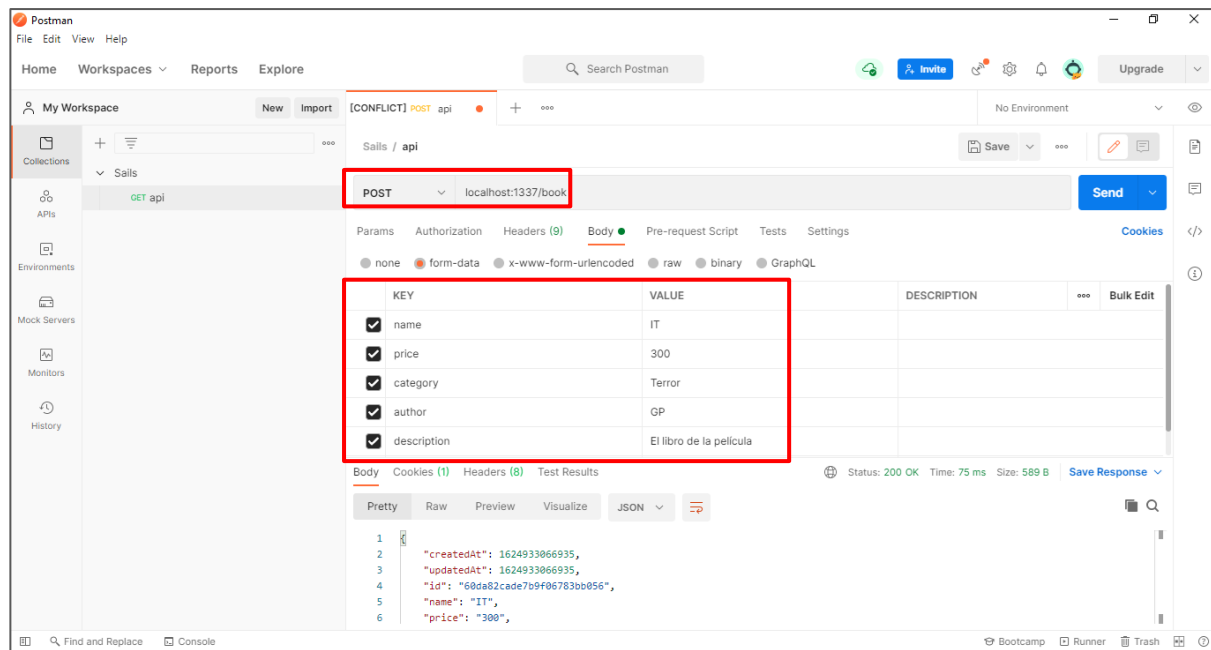 Postman
File Edit View Help
Home Workspaces Reports Explore Search Postman Invite Upgrade
My Workspace New Import [CONFLICT] POST api No Environment
Collections
APIs
Environments
Mock Servers
Monitors
History
Sails
GET api
Sails / api Save
POST localhost:1337/book Send
Params Authorization Headers (9) Body Pre-request Script Tests Settings Cookies
none form-data x-www-form-urlencoded raw binary GraphQL
KEY VALUE DESCRIPTION Bulk Edit
name IT
price 300
category Terror
author GP
description El libro de la película
Body Cookies (1) Headers (8) Test Results Status: 200 OK Time: 75 ms Size: 589 B Save Response
Pretty Raw Preview Visualize JSON
1 {
2 "createdAt": 1624933066935,
3 "updatedAt": 1624933066935,
4 "id": "60da82cade7b9f06783bb056",
5 "name": "IT",
6 "price": "300",
Find and Replace Console Bootcamp Runner Trash